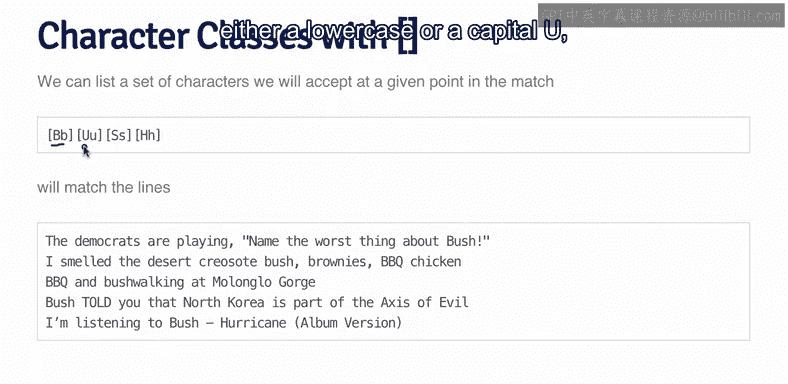 either a lowercase or a capital U,
Character Classes with []
We can list a set of characters we will accept at a given point in the match
[Bb][Uu][Ss][Hh]
will match the lines
The democrats are playing, "Name the worst thing about Bush!"
I smelled the desert creosote bush, brownies, BBQ chicken
BBQ and bushwalking at Molonglo Gorge
Bush TOLD you that North Korea is part of the Axis of Evil
I’m listening to Bush – Hurricane (Album Version)